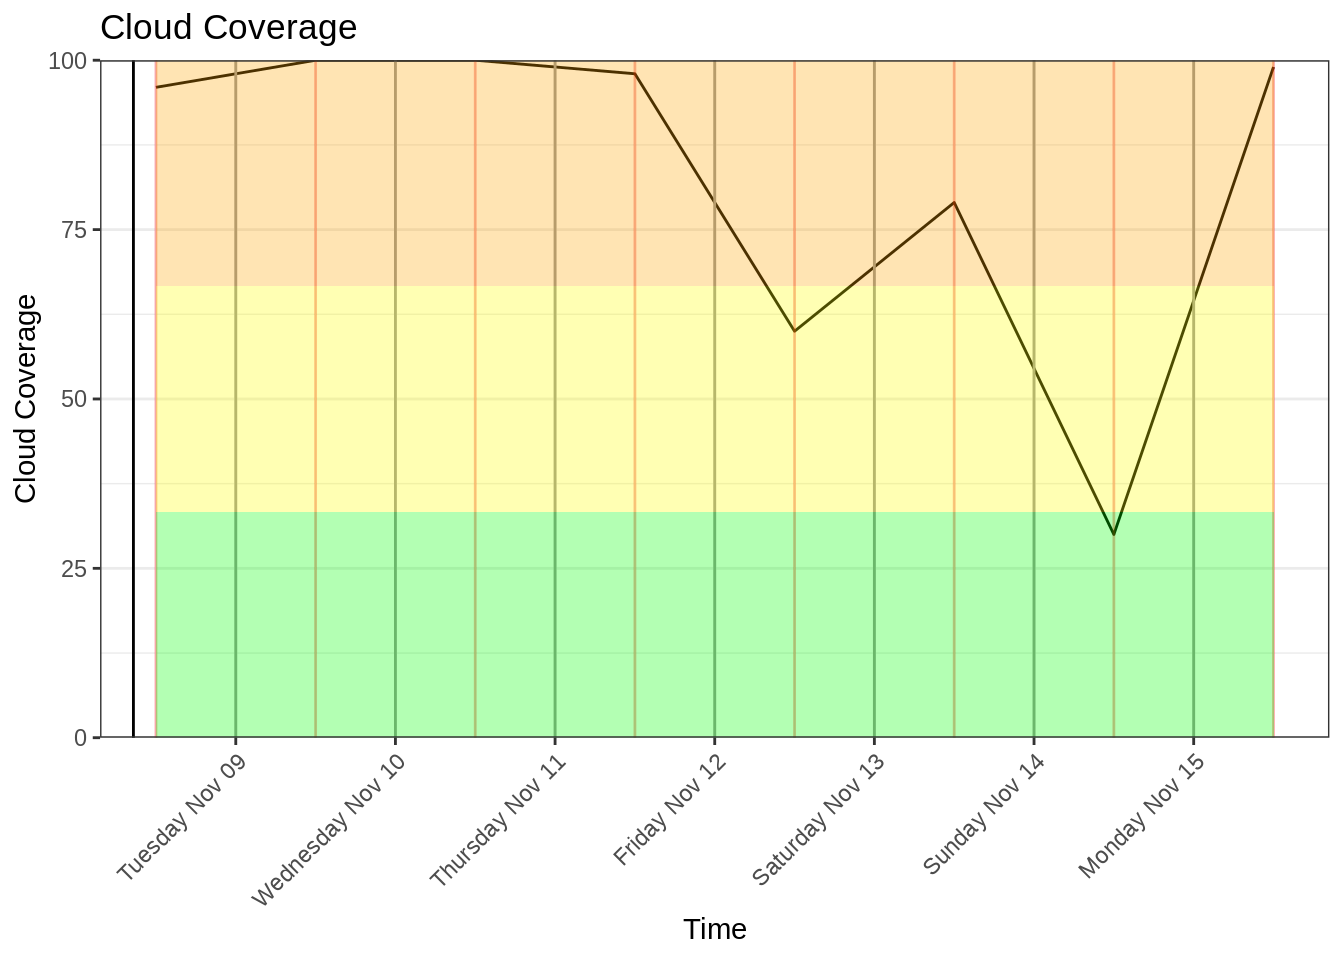 Cloud Coverage
Cloud Coverage
100
75
50
25
0
Tuesday Nov 09
Wednesday Nov 10
Thursday Nov 11
Friday Nov 12
Saturday Nov 13
Sunday Nov 14
Monday Nov 15
Time